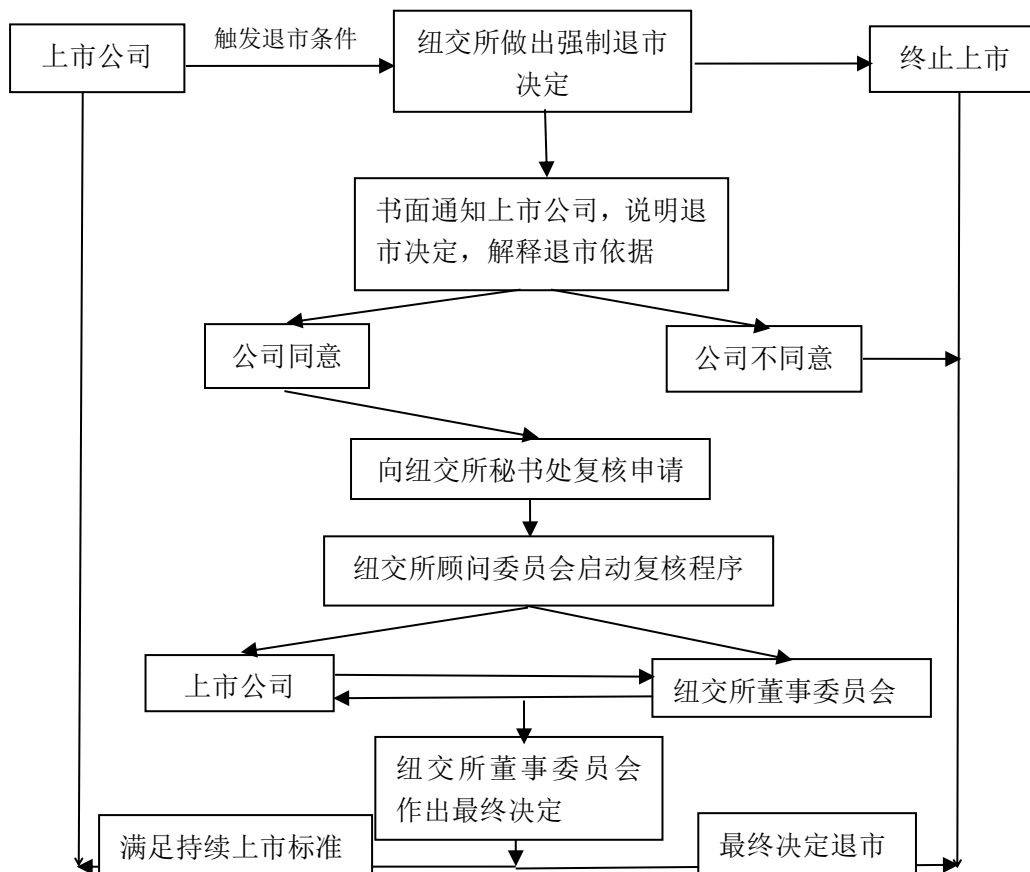 上市公司
触发退市条件
纽交所做出强制退市
决定
终止上市
书面通知上市公司，说明退
市决定，解释退市依据
公司同意
公司不同意
向纽交所秘书处复核申请
纽交所顾问委员会启动复核程序
上市公司
纽交所董事委员会
纽交所董事委员会
作出最终决定
满足持续上市标准
最终决定退市